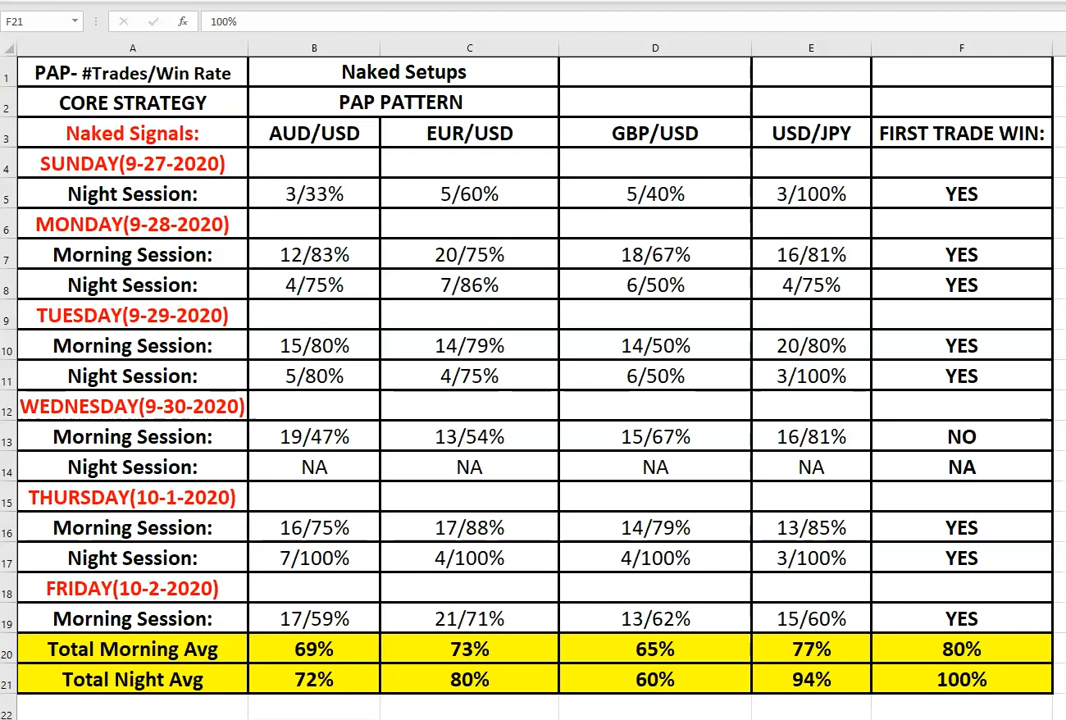 F21 fx 100%
A B C D E F
1 PAP- #Trades/Win Rate Naked Setups
2 CORE STRATEGY PAP PATTERN
3 Naked Signals: AUD/USD EUR/USD GBP/USD USD/JPY FIRST TRADE WIN:
4 SUNDAY(9-27-2020)
5 Night Session: 3/33% 5/60% 5/40% 3/100% YES
6 MONDAY(9-28-2020)
7 Morning Session: 12/83% 20/75% 18/67% 16/81% YES
8 Night Session: 4/75% 7/86% 6/50% 4/75% YES
9 TUESDAY(9-29-2020)
10 Morning Session: 15/80% 14/79% 14/50% 20/80% YES
11 Night Session: 5/80% 4/75% 6/50% 3/100% YES
12 WEDNESDAY(9-30-2020)
13 Morning Session: 19/47% 13/54% 15/67% 16/81% NO
14 Night Session: NA NA NA NA NA
15 THURSDAY(10-1-2020)
16 Morning Session: 16/75% 17/88% 14/79% 13/85% YES
17 Night Session: 7/100% 4/100% 4/100% 3/100% YES
18 FRIDAY(10-2-2020)
19 Morning Session: 17/59% 21/71% 13/62% 15/60% YES
20 Total Morning Avg 69% 73% 65% 77% 80%
21 Total Night Avg 72% 80% 60% 94% 100%
22